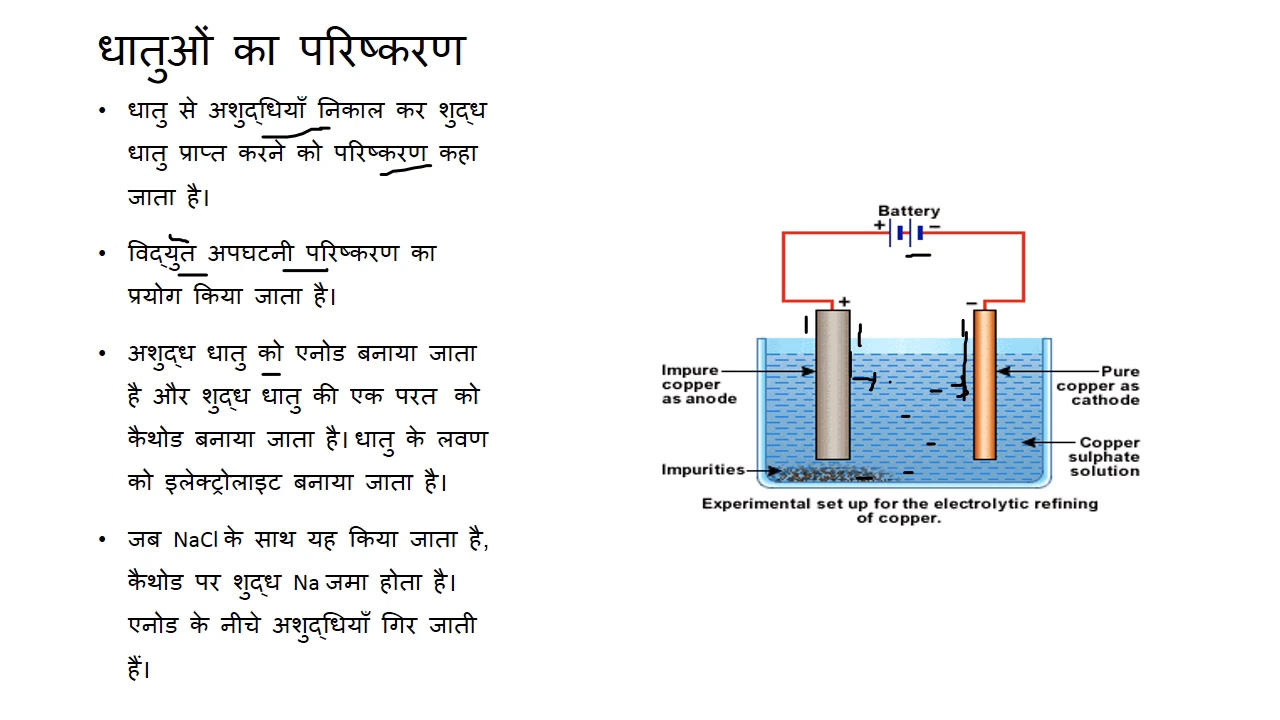 धातुओं का परिष्करण
• धातु से अशुद्धियाँ निकाल कर शुद्ध
धातु प्राप्त करने को परिष्करण कहा
जाता है।
• विद्युत अपघटनी परिष्करण का
प्रयोग किया जाता है।
• अशुद्ध धातु को एनोड बनाया जाता
है और शुद्ध धातु की एक परत को
कैथोड बनाया जाता है। धातु के लवण
को इलेक्ट्रोलाइट बनाया जाता है।
• जब NaCl के साथ यह किया जाता है,
कैथोड पर शुद्ध Na जमा होता है।
एनोड के नीचे अशुद्धियाँ गिर जाती
हैं।
Battery
+ −
+ −
Impure
copper
as anode
Pure
copper as
cathode
Copper
sulphate
solution
Impurities
Experimental set up for the electrolytic refining
of copper.